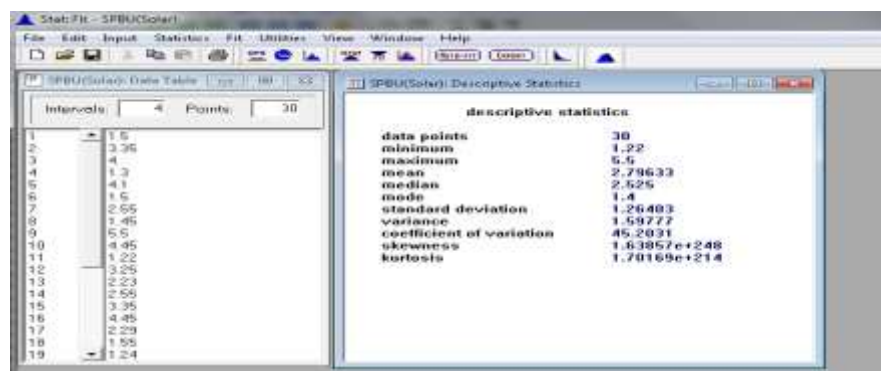 Stat::Fit - SPBU(Solar)
File Edit Input Statistics Fit Utilities View Window Help
SPBU(Solar): Data Table
Intervals: 4 Points: 30
1 1.5
2 3.35
3 4
4 1.3
5 4.1
6 1.5
7 2.55
8 1.45
9 5.5
10 4.45
11 1.22
12 3.25
13 2.23
14 2.55
15 3.35
16 4.45
17 2.29
18 1.55
19 1.24
SPBU(Solar): Descriptive Statistics
descriptive statistics
data points 30
minimum 1.22
maximum 5.5
mean 2.79633
median 2.525
mode 1.4
standard deviation 1.26403
variance 1.59777
coefficient of variation 45.2031
skewness 1.63857e+248
kurtosis 1.70169e+214